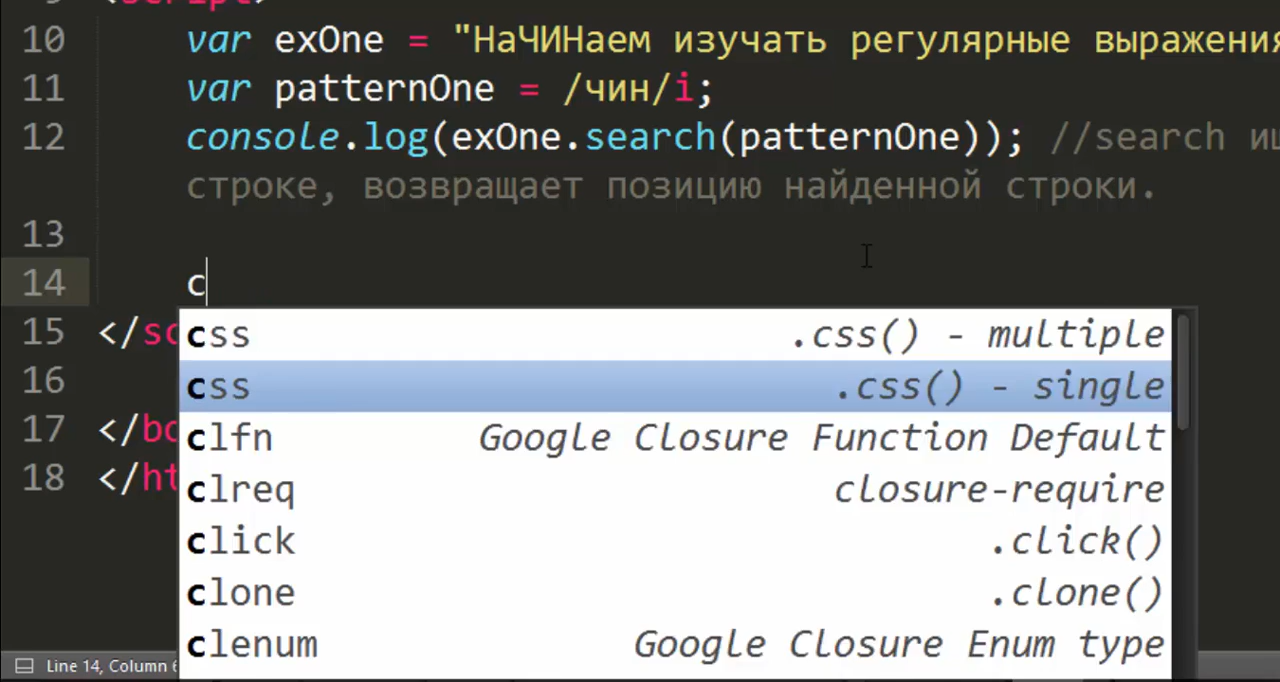 10 var exOne = "НаЧИНаем изучать регулярные выражения
11 var patternOne = /чин/i;
12 console.log(exOne.search(patternOne)); //search
строке, возвращает позицию найденной строки.
13
14 c
15 </sc
16
17 </bo
18 </ht
css .css() - multiple
css .css() - single
clfn Google Closure Function Default
clreq closure-require
click .click()
clone .clone()
clenum Google Closure Enum type
Line 14, Column